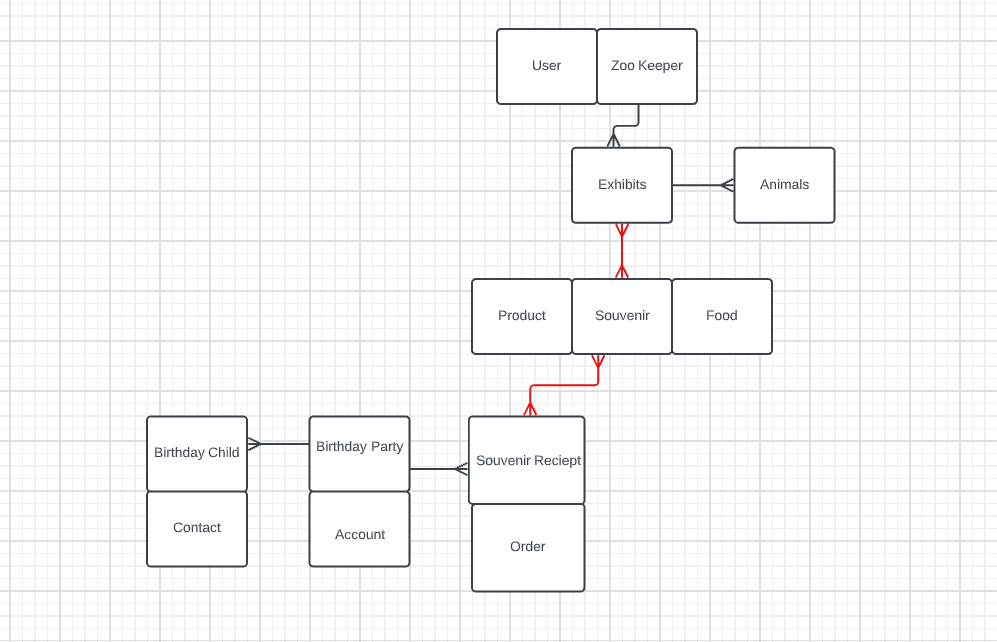 User
Zoo Keeper
Exhibits
Animals
Product
Souvenir
Food
Birthday Child
Birthday Party
Souvenir Reciept
Contact
Account
Order